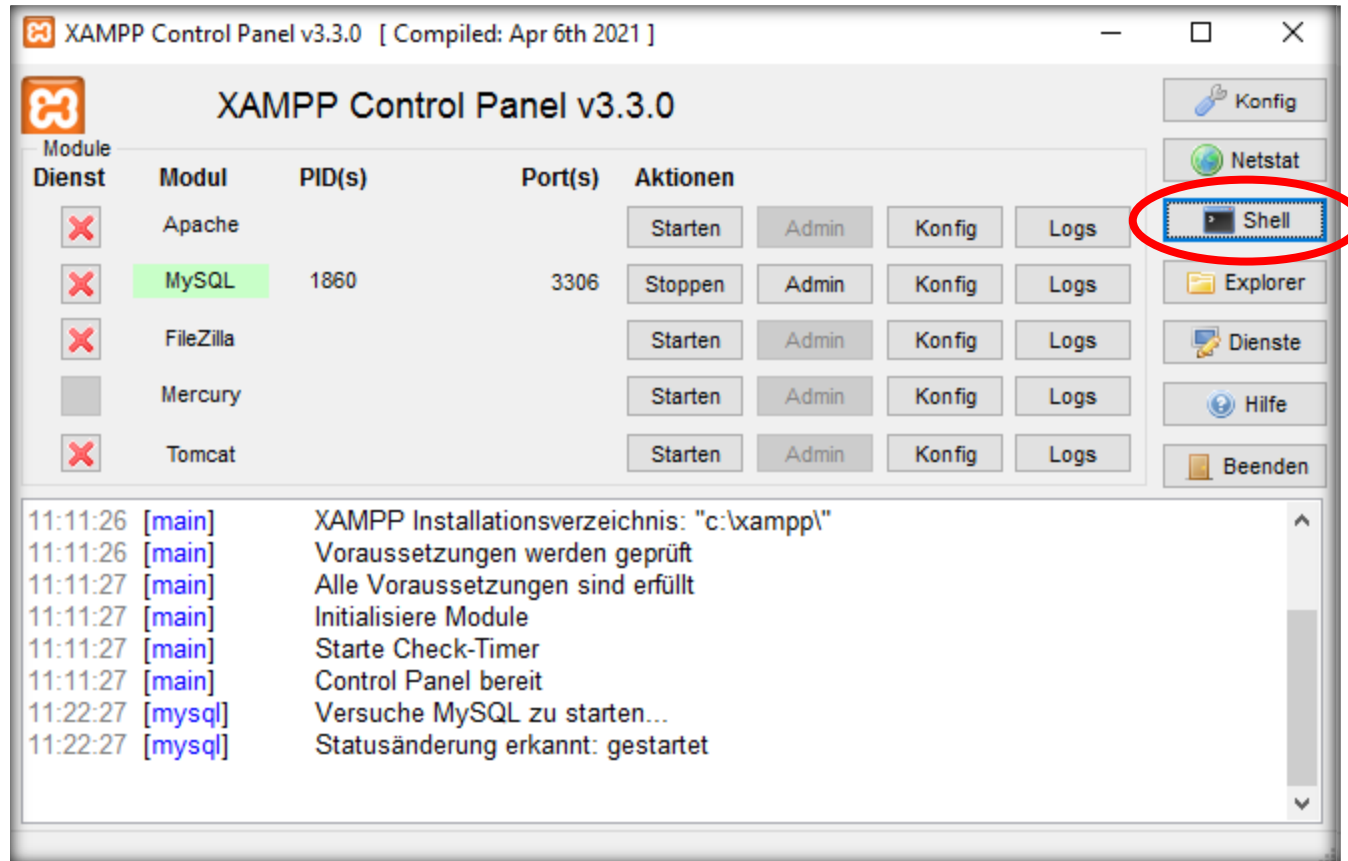 XAMPP Control Panel v3.3.0 [ Compiled: Apr 6th 2021 ]
XAMPP Control Panel v3.3.0
Konfig
Module
Netstat
Dienst Modul PID(s) Port(s) Aktionen
Apache Starten Admin Konfig Logs
Shell
MySQL 1860 3306 Stoppen Admin Konfig Logs
Explorer
FileZilla Starten Admin Konfig Logs
Dienste
Mercury Starten Admin Konfig Logs
Hilfe
Tomcat Starten Admin Konfig Logs
Beenden
11:11:26 [main] XAMPP Installationsverzeichnis: "c:\xampp\"
11:11:26 [main] Voraussetzungen werden geprüft
11:11:27 [main] Alle Voraussetzungen sind erfüllt
11:11:27 [main] Initialisiere Module
11:11:27 [main] Starte Check-Timer
11:11:27 [main] Control Panel bereit
11:22:27 [mysql] Versuche MySQL zu starten...
11:22:27 [mysql] Statusänderung erkannt: gestartet